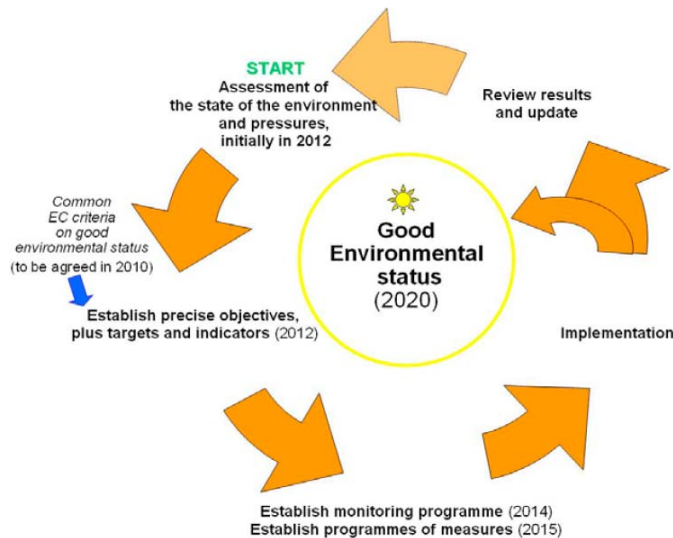 START
Assessment of
the state of the environment
and pressures,
initially in 2012
Review results
and update
Common
EC criteria
on good
environmental status
(to be agreed in 2010)
Good
Environmental
status
(2020)
Establish precise objectives,
plus targets and indicators (2012)
Implementation
Establish monitoring programme (2014)
Establish programmes of measures (2015)